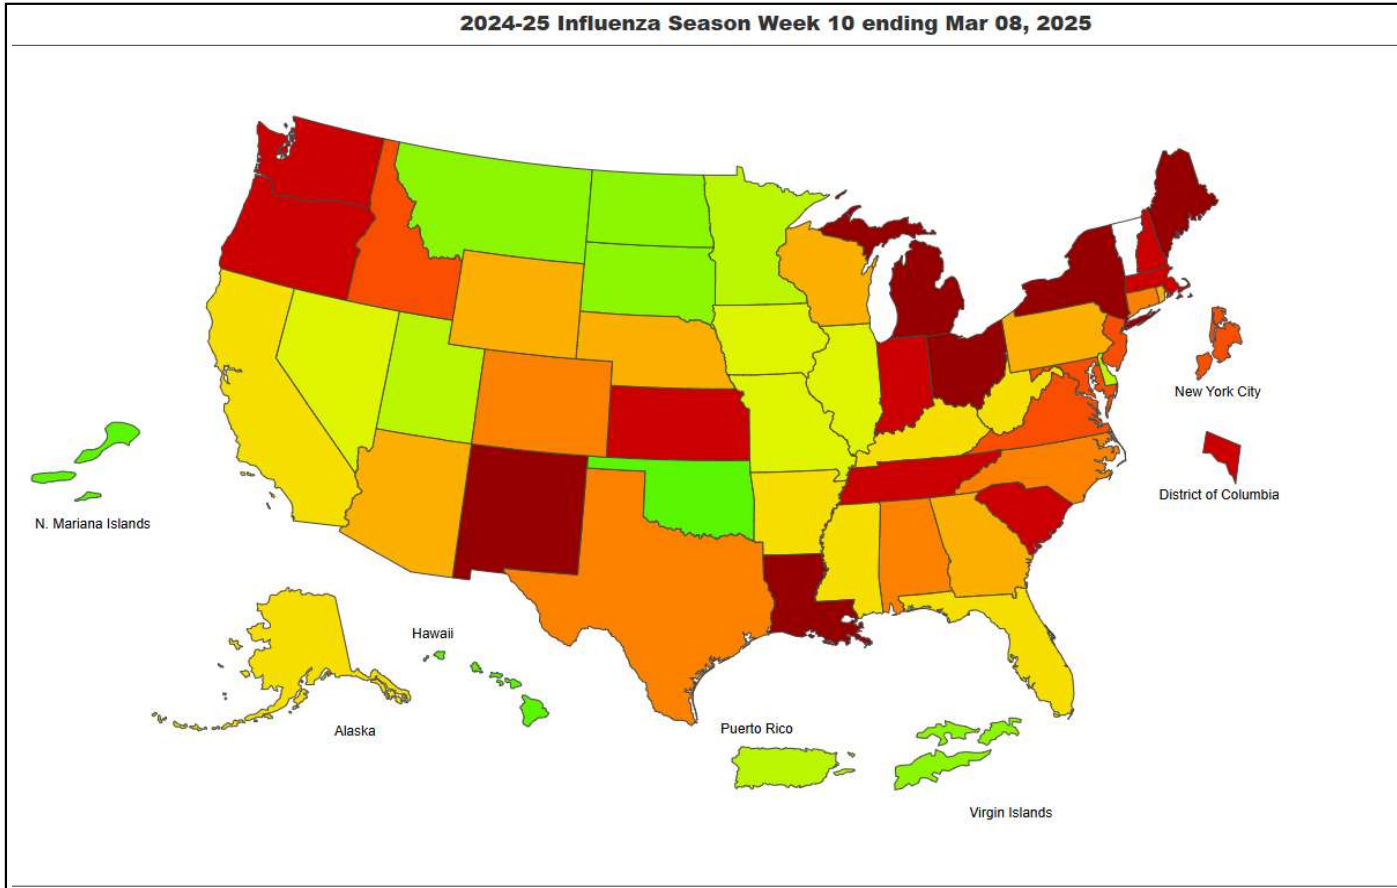 2024-25 Influenza Season Week 10 ending Mar 08, 2025
New York City
District of Columbia
N. Mariana Islands
Hawaii
Alaska
Puerto Rico
Virgin Islands